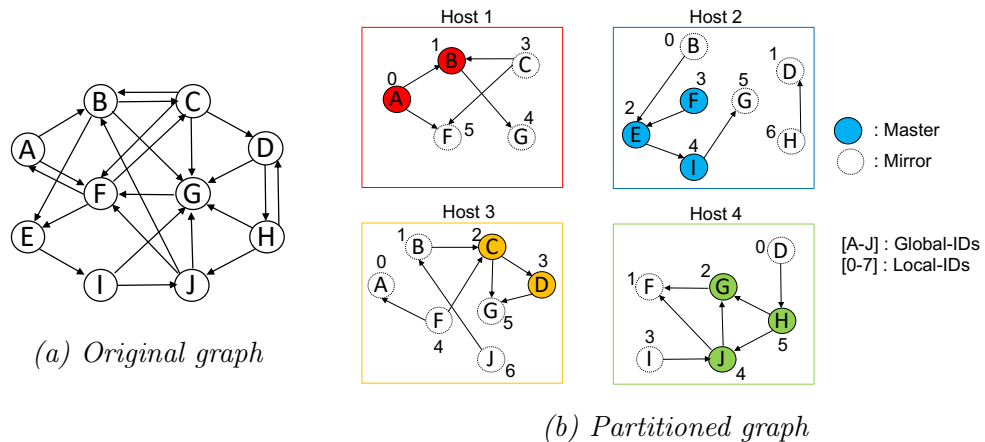 Host 1
0
A
1
B
3
C
F
5
4
G
Host 2
0
B
1
D
3
F
5
G
2
E
4
I
6
H
: Master
: Mirror
B
C
A
D
F
G
E
H
I
J
(a) Original graph
Host 3
0
A
1
B
2
C
3
D
G
5
F
4
J
6
Host 4
0
D
2
G
1
F
H
5
3
I
J
4
[A-J] : Global-IDs
[0-7] : Local-IDs
(b) Partitioned graph